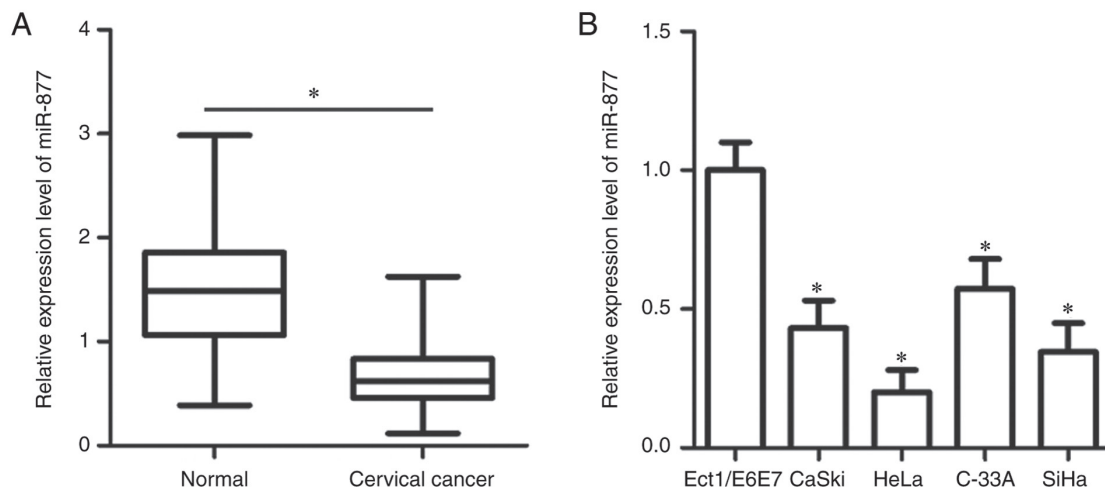 A
Relative expression level of miR-877
4
3
2
1
0
*
Normal
Cervical cancer
B
Relative expression level of miR-877
1.5
1.0
0.5
0.0
*
*
*
*
Ect1/E6E7
CaSki
HeLa
C-33A
SiHa